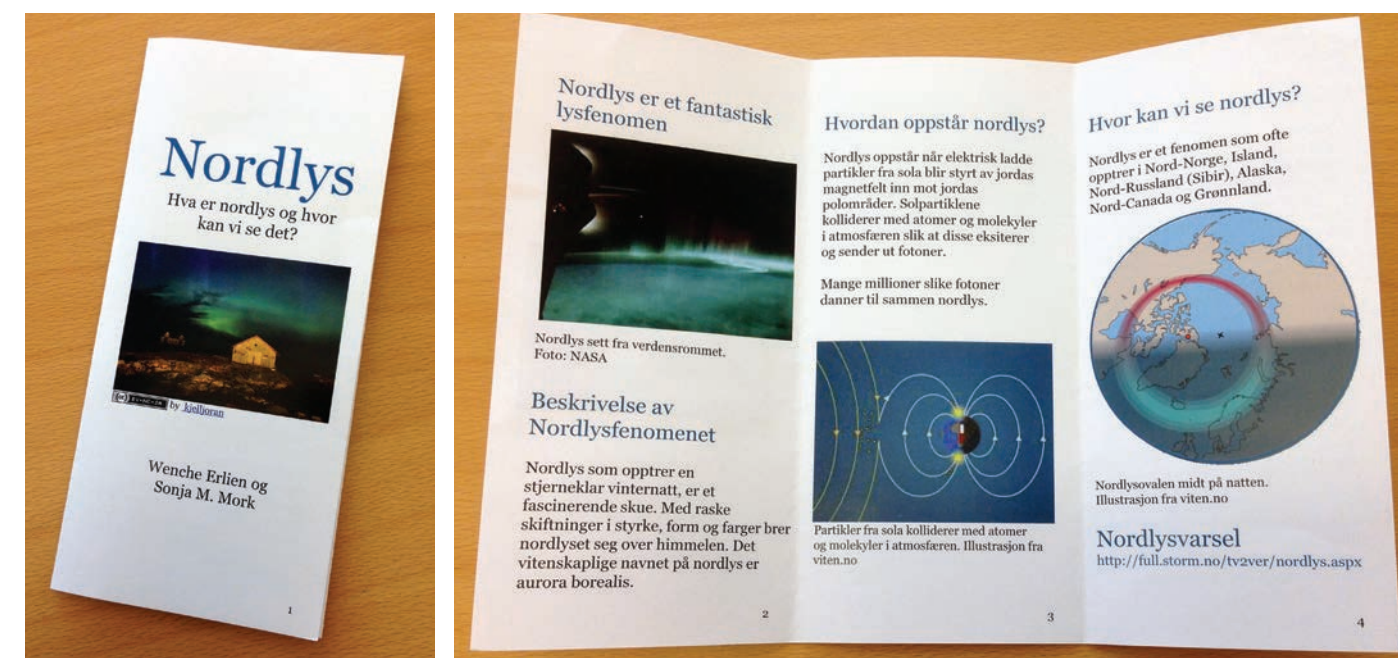 Nordlys
Hva er nordlys og hvor
kan vi se det?
(cc) BY-NC-SA by kjelljoran
Wenche Erlien og
Sonja M. Mork
1
Nordlys er et fantastisk
lysfenomen
Nordlys sett fra verdensrommet.
Foto: NASA
Beskrivelse av
Nordlysfenomenet
Nordlys som opptrer en
stjerneklar vinternatt, er et
fascinerende skue. Med raske
skiftninger i styrke, form og farger brer
nordlyset seg over himmelen. Det
vitenskaplige navnet på nordlys er
aurora borealis.
2
Hvordan oppstår nordlys?
Nordlys oppstår når elektrisk ladde
partikler fra sola blir styrt av jordas
magnetfelt inn mot jordas
polområder. Solpartiklene
kolliderer med atomer og molekyler
i atmosfæren slik at disse eksiterer
og sender ut fotoner.
Mange millioner slike fotoner
danner til sammen nordlys.
Partikler fra sola kolliderer med atomer
og molekyler i atmosfæren. Illustrasjon fra
viten.no
3
Hvor kan vi se nordlys?
Nordlys er et fenomen som ofte
opptrer i Nord-Norge, Island,
Nord-Russland (Sibir), Alaska,
Nord-Canada og Grønnland.
Nordlysovalen midt på natten.
Illustrasjon fra viten.no
Nordlysvarsel
http://full.storm.no/tv2ver/nordlys.aspx
4